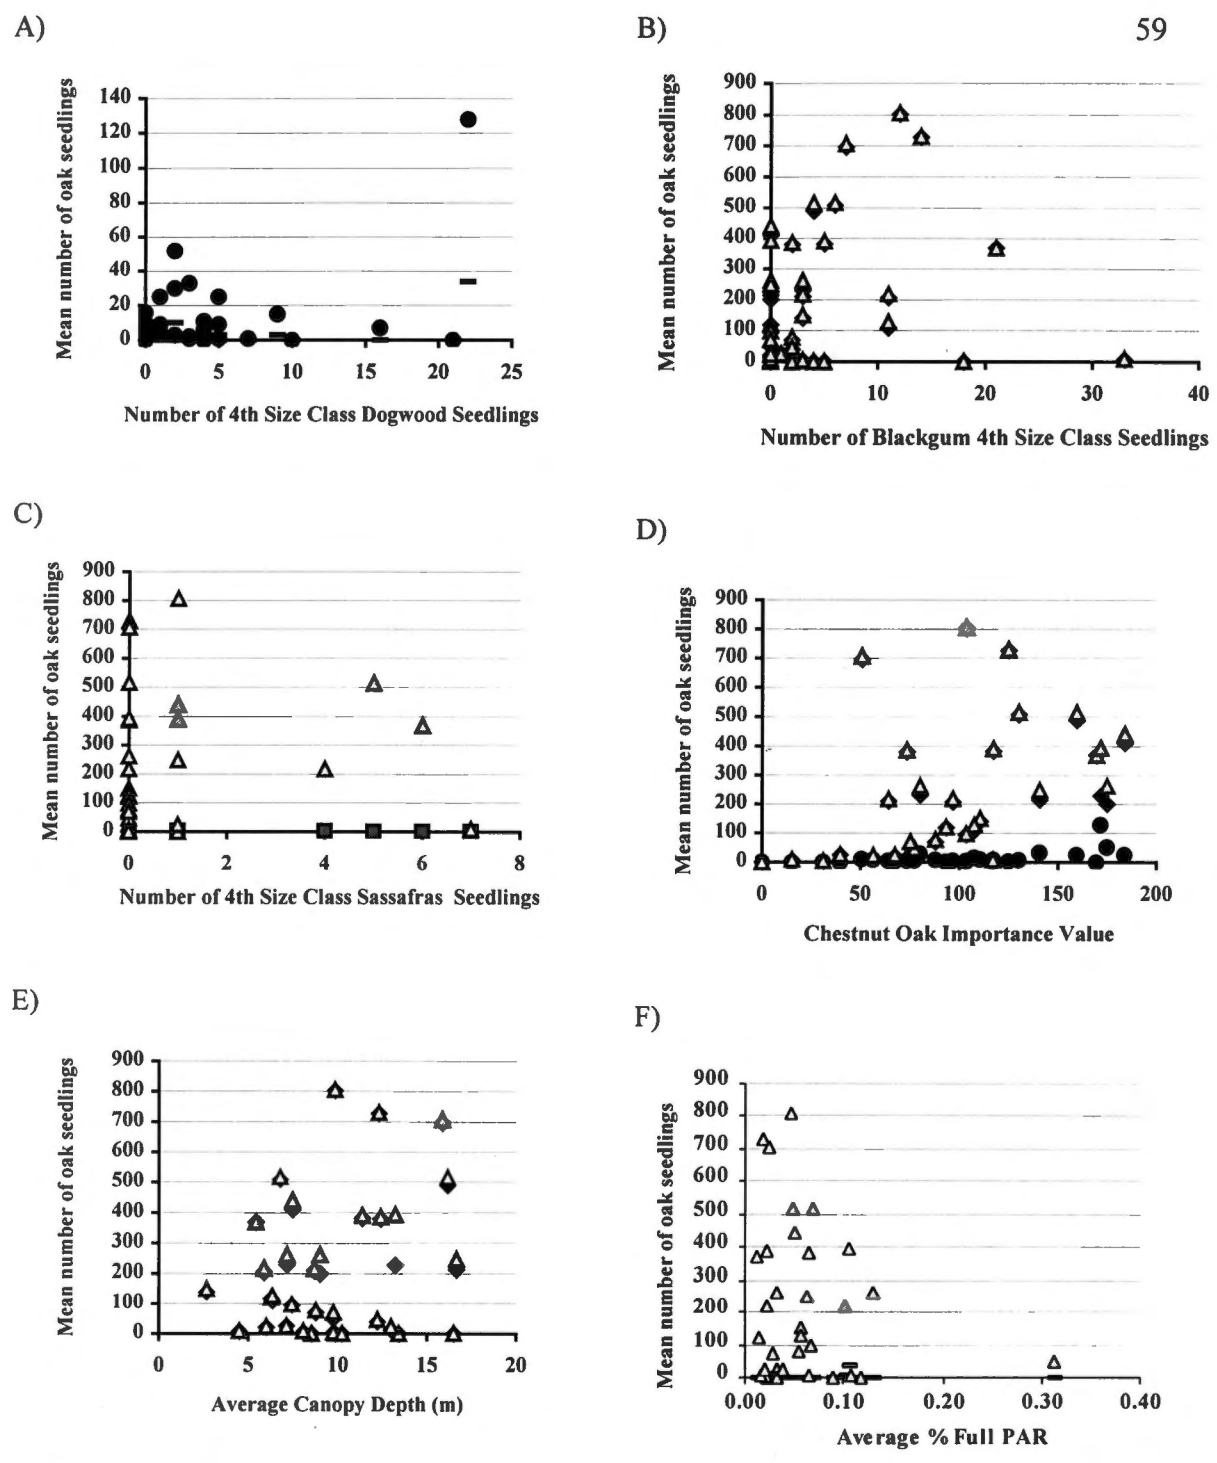 A)
B)
59
Mean number of oak seedlings
140
120
100
80
60
40
20
0
0 5 10 15 20 25
Number of 4th Size Class Dogwood Seedlings
Mean number of oak seedlings
900
800
700
600
500
400
300
200
100
0
0 10 20 30 40
Number of Blackgum 4th Size Class Seedlings
C)
D)
Mean number of oak seedlings
900
800
700
600
500
400
300
200
100
0
0 2 4 6 8
Number of 4th Size Class Sassafras Seedlings
Mean number of oak seedlings
900
800
700
600
500
400
300
200
100
0
0 50 100 150 200
Chestnut Oak Importance Value
E)
F)
Mean number of oak seedlings
900
800
700
600
500
400
300
200
100
0
0 5 10 15 20
Average Canopy Depth (m)
Mean number of oak seedlings
900
800
700
600
500
400
300
200
100
0
0.00 0.10 0.20 0.30 0.40
Average % Full PAR